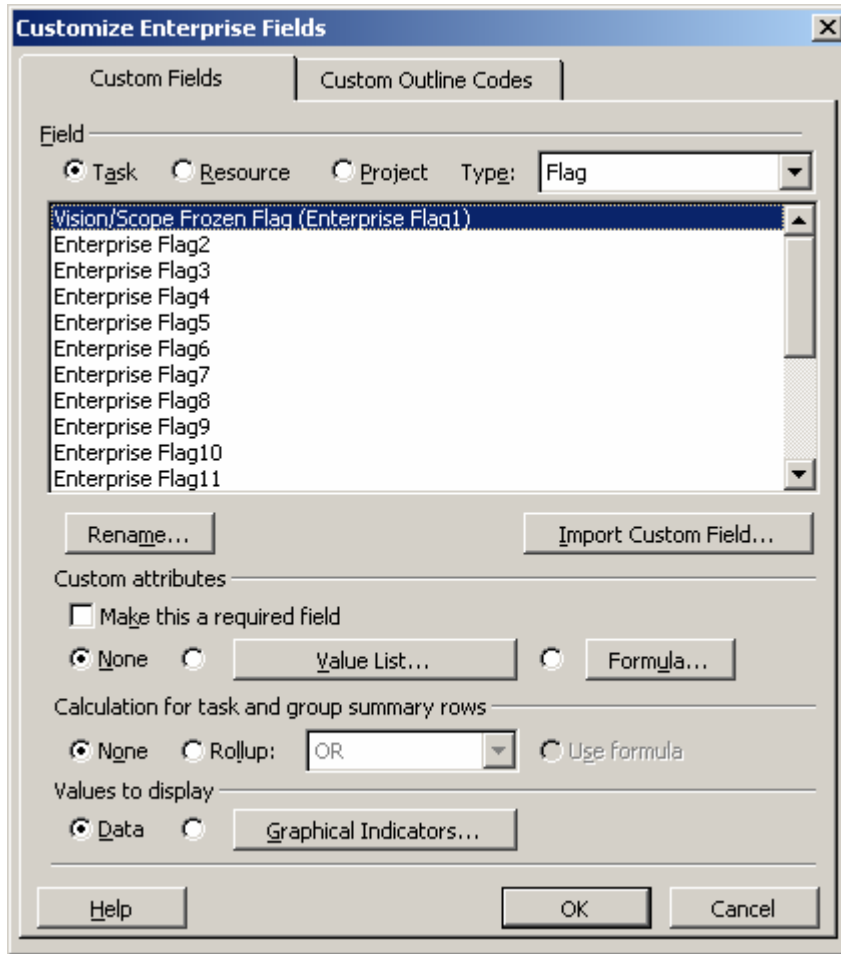 Customize Enterprise Fields
Custom Fields Custom Outline Codes
Field
Task Resource Project Type: Flag
Vision/Scope Frozen Flag (Enterprise Flag1)
Enterprise Flag2
Enterprise Flag3
Enterprise Flag4
Enterprise Flag5
Enterprise Flag6
Enterprise Flag7
Enterprise Flag8
Enterprise Flag9
Enterprise Flag10
Enterprise Flag11
Rename... Import Custom Field...
Custom attributes
Make this a required field
None Value List... Formula...
Calculation for task and group summary rows
None Rollup: OR Use formula
Values to display
Data Graphical Indicators...
Help OK Cancel